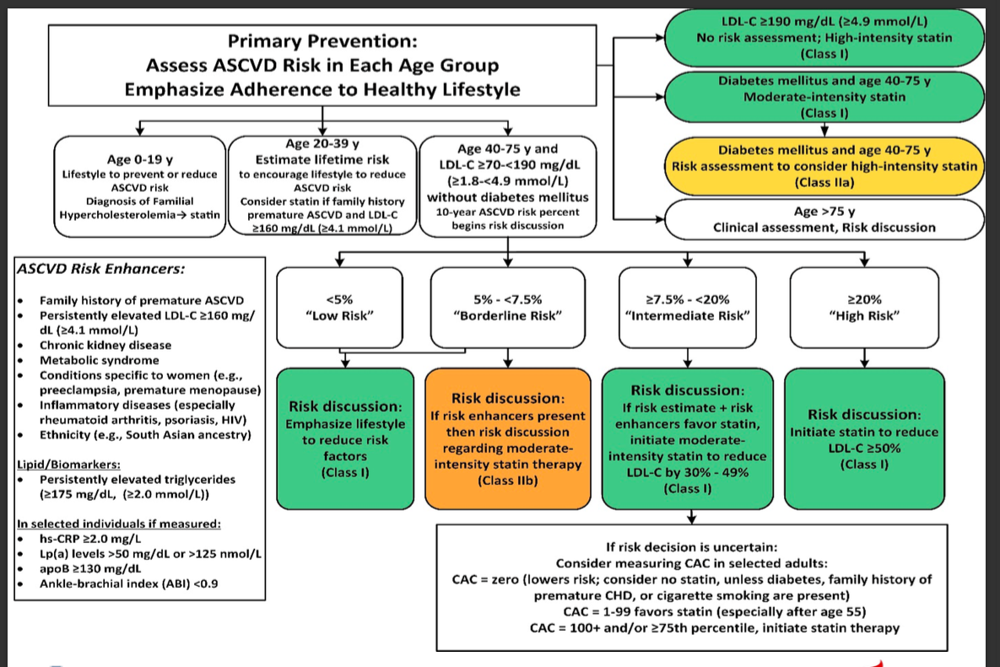 Primary Prevention:
Assess ASCVD Risk in Each Age Group
Emphasize Adherence to Healthy Lifestyle
LDL-C ≥190 mg/dL (≥4.9 mmol/L)
No risk assessment; High-intensity statin
(Class I)
Diabetes mellitus and age 40-75 y
Moderate-intensity statin
(Class I)
Diabetes mellitus and age 40-75 y
Risk assessment to consider high-intensity statin
(Class IIa)
Age >75 y
Clinical assessment, Risk discussion
Age 0-19 y
Lifestyle to prevent or reduce
ASCVD risk
Diagnosis of Familial
Hypercholesterolemia→ statin
Age 20-39 y
Estimate lifetime risk
to encourage lifestyle to reduce
ASCVD risk
Consider statin if family history
premature ASCVD and LDL-C
≥160 mg/dL (≥4.1 mmol/L)
Age 40-75 y and
LDL-C ≥70-<190 mg/dL
(≥1.8-<4.9 mmol/L)
without diabetes mellitus
10-year ASCVD risk percent
begins risk discussion
ASCVD Risk Enhancers:
• Family history of premature ASCVD
• Persistently elevated LDL-C ≥160 mg/
dL (≥4.1 mmol/L)
• Chronic kidney disease
• Metabolic syndrome
• Conditions specific to women (e.g.,
preeclampsia, premature menopause)
• Inflammatory diseases (especially
rheumatoid arthritis, psoriasis, HIV)
• Ethnicity (e.g., South Asian ancestry)
Lipid/Biomarkers:
• Persistently elevated triglycerides
(≥175 mg/dL, (≥2.0 mmol/L))
In selected individuals if measured:
• hs-CRP ≥2.0 mg/L
• Lp(a) levels >50 mg/dL or >125 nmol/L
• apoB ≥130 mg/dL
• Ankle-brachial index (ABI) <0.9
<5%
“Low Risk”
5% - <7.5%
“Borderline Risk”
≥7.5% - <20%
“Intermediate Risk”
≥20%
“High Risk”
Risk discussion:
Emphasize lifestyle
to reduce risk
factors
(Class I)
Risk discussion:
If risk enhancers present
then risk discussion
regarding moderate-
intensity statin therapy
(Class IIb)
Risk discussion:
If risk estimate + risk
enhancers favor statin,
initiate moderate-
intensity statin to reduce
LDL-C by 30% - 49%
(Class I)
Risk discussion:
Initiate statin to reduce
LDL-C ≥50%
(Class I)
If risk decision is uncertain:
Consider measuring CAC in selected adults:
CAC = zero (lowers risk; consider no statin, unless diabetes, family history of
premature CHD, or cigarette smoking are present)
CAC = 1-99 favors statin (especially after age 55)
CAC = 100+ and/or ≥75th percentile, initiate statin therapy